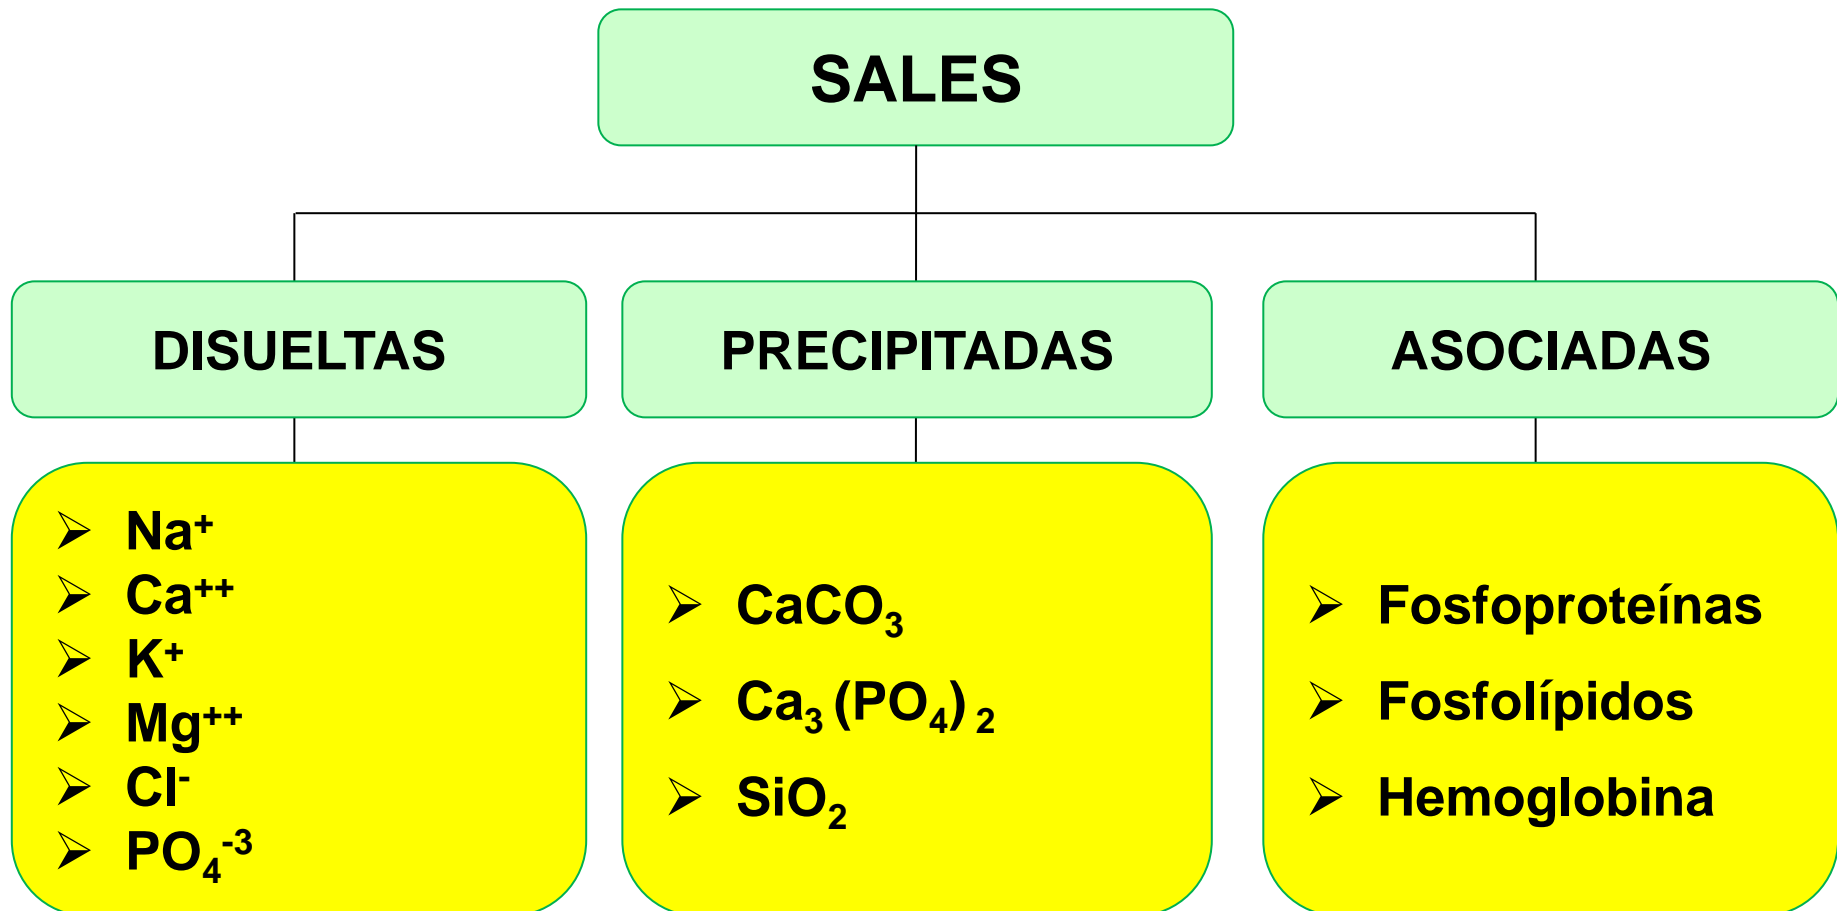 SALES
DISUELTAS
PRECIPITADAS
ASOCIADAS
➢ Na⁺
➢ Ca⁺⁺
➢ K⁺
➢ Mg⁺⁺
➢ Cl⁻
➢ PO₄⁻³
➢ CaCO₃
➢ Ca₃ (PO₄) ₂
➢ SiO₂
➢ Fosfoproteínas
➢ Fosfolípidos
➢ Hemoglobina